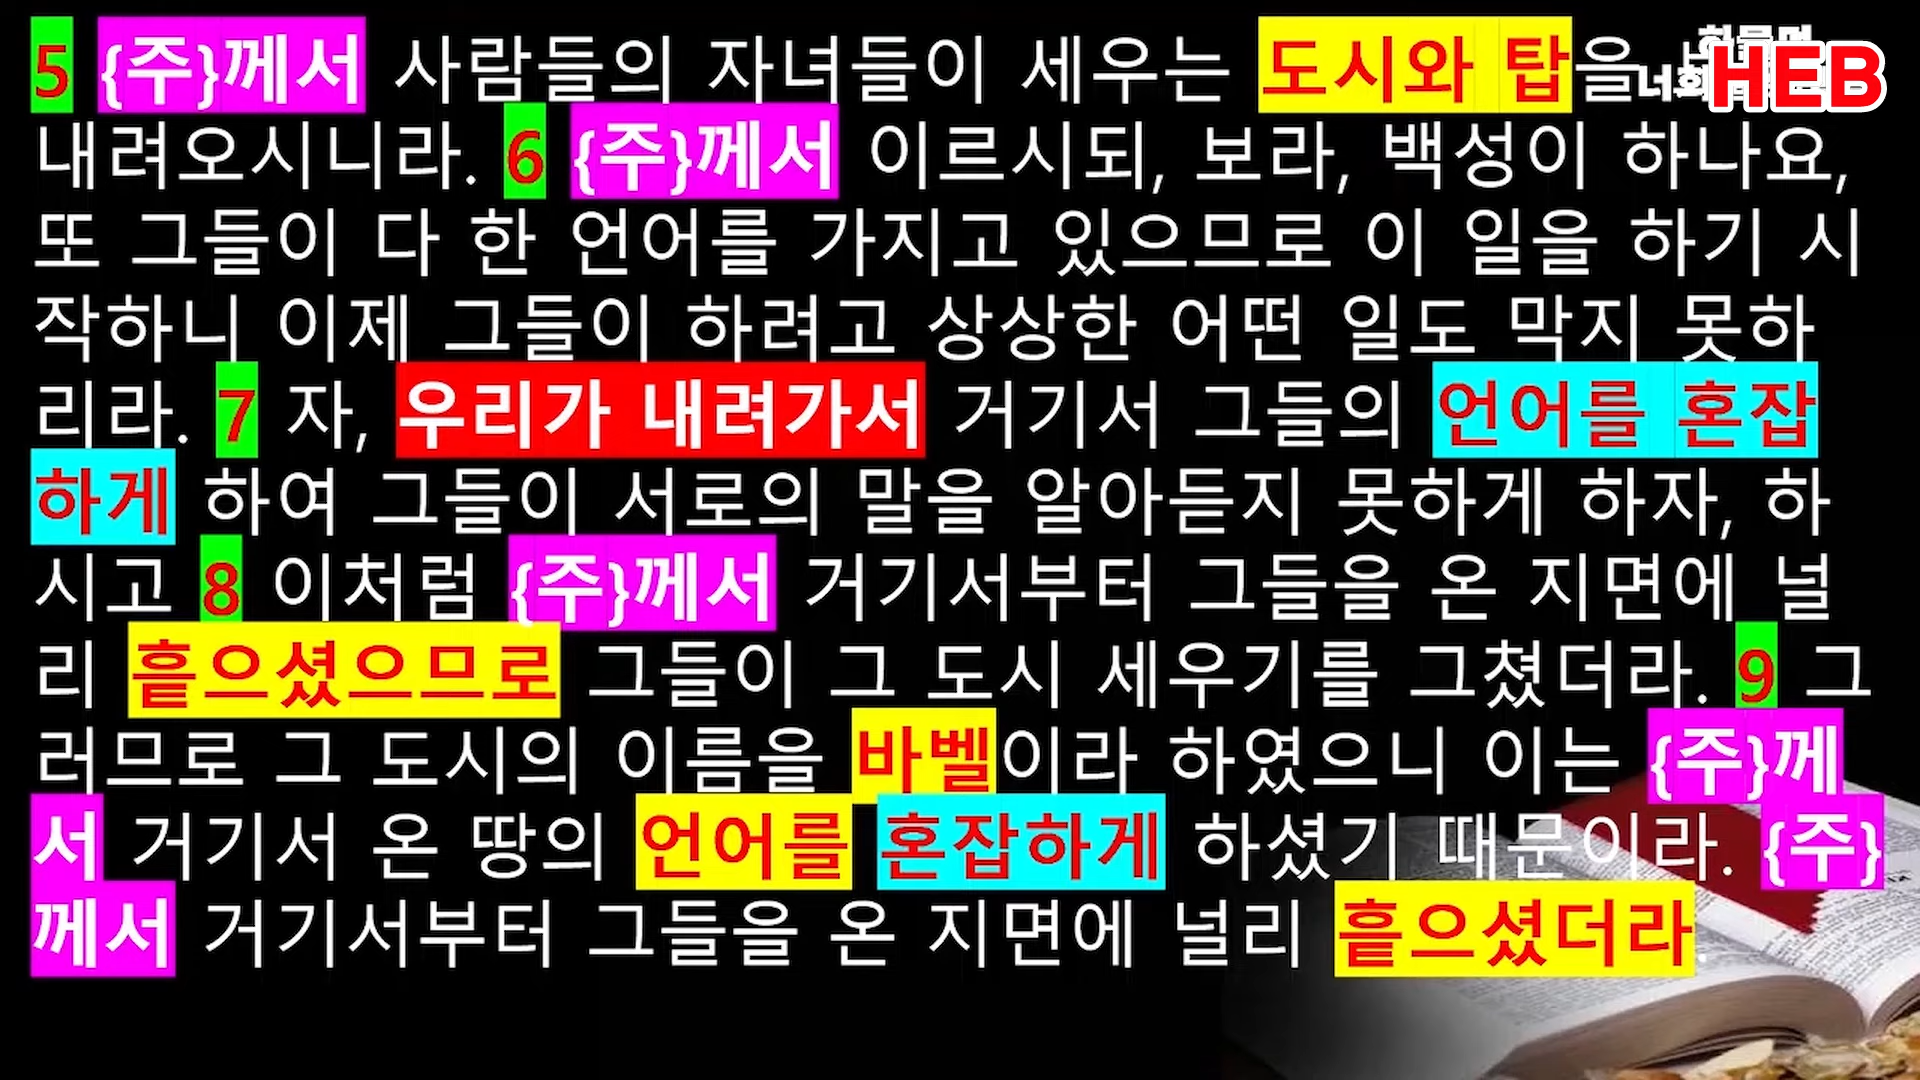 5 {주}께서 사람들의 자녀들이 세우는 도시와 탑을
HEB
내려오시니라. 6 {주}께서 이르시되, 보라, 백성이 하나요,
또 그들이 다 한 언어를 가지고 있으므로 이 일을 하기 시
작하니 이제 그들이 하려고 상상한 어떤 일도 막지 못하
리라. 7 자, 우리가 내려가서 거기서 그들의 언어를 혼잡
하게 하여 그들이 서로의 말을 알아듣지 못하게 하자, 하
시고 8 이처럼 {주}께서 거기서부터 그들을 온 지면에 널
리 흩으셨으므로 그들이 그 도시 세우기를 그쳤더라. 9 그
러므로 그 도시의 이름을 바벨이라 하였으니 이는 {주}께
서 거기서 온 땅의 언어를 혼잡하게 하셨기 때문이라. {주}
께서 거기서부터 그들을 온 지면에 널리 흩으셨더라.